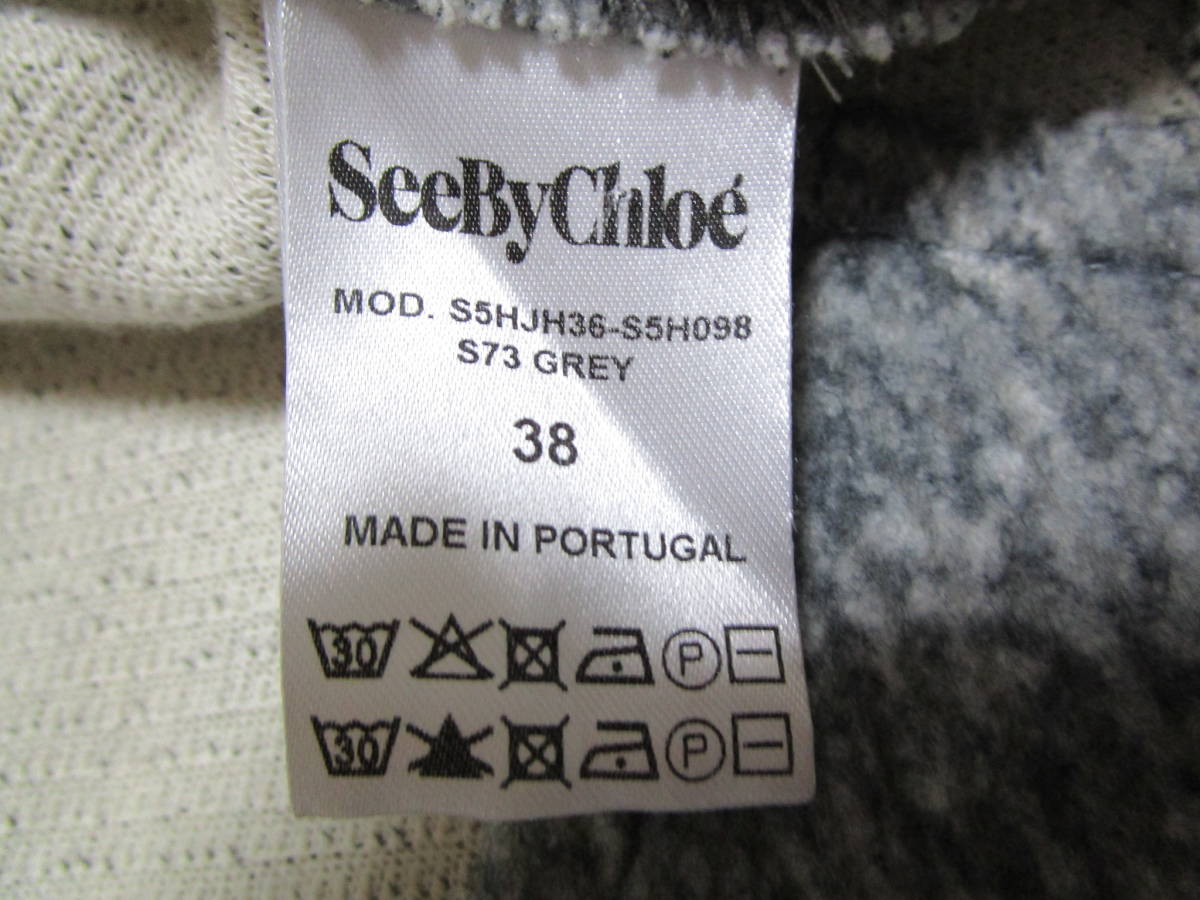 SeeByChloé
MOD. S5HJH36-S5H098
S73 GREY
38
MADE IN PORTUGAL
30 P
30 P